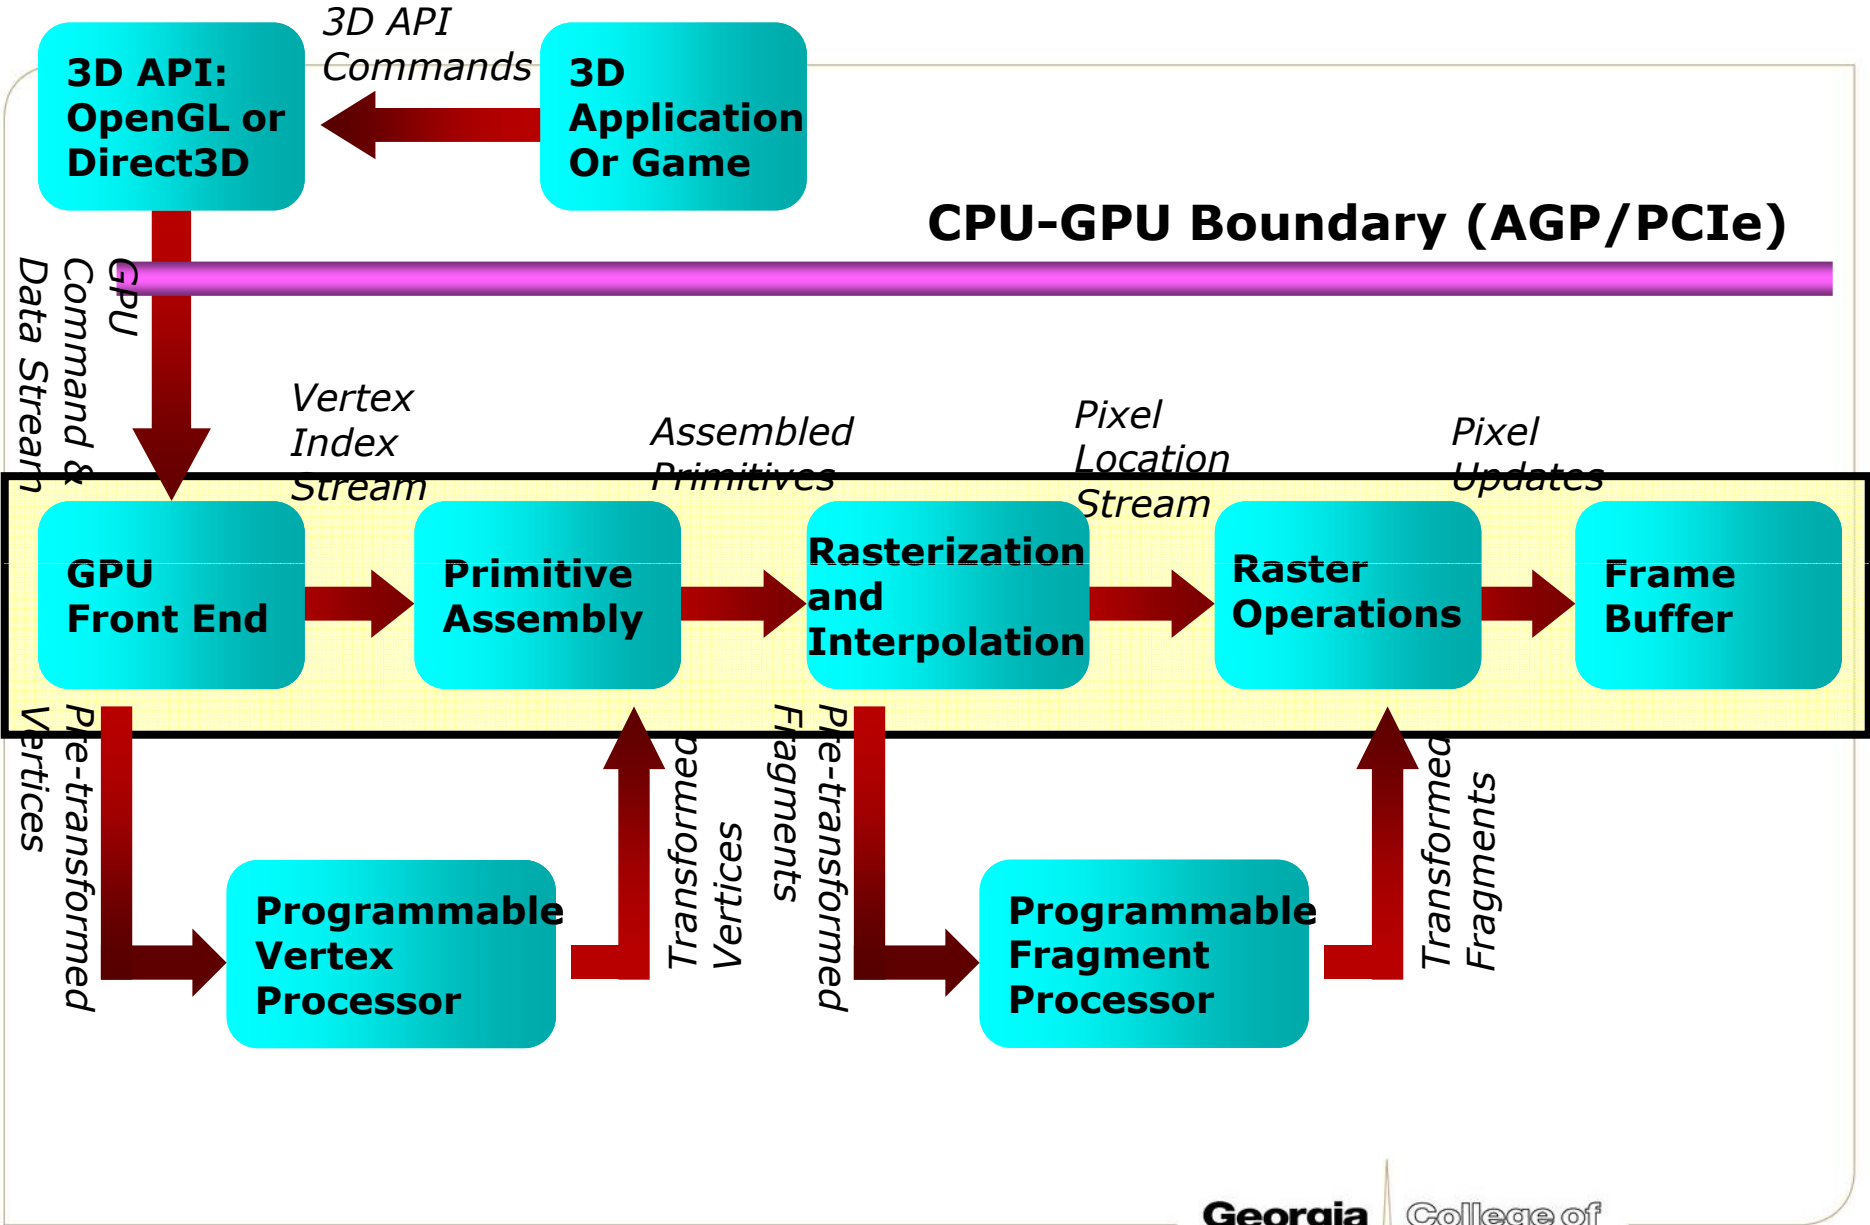 3D API
Commands
3D API:
OpenGL or
Direct3D
3D
Application
Or Game
CPU-GPU Boundary (AGP/PCIe)
GPU
Command &
Data Stream
Vertex
Index
Stream
Assembled
Primitives
Pixel
Location
Stream
Pixel
Updates
GPU
Front End
Primitive
Assembly
Rasterization
and
Interpolation
Raster
Operations
Frame
Buffer
Pre-transformed
Vertices
Transformed
Vertices
Pre-transformed
Fragments
Transformed
Fragments
Programmable
Vertex
Processor
Programmable
Fragment
Processor
Georgia
College of